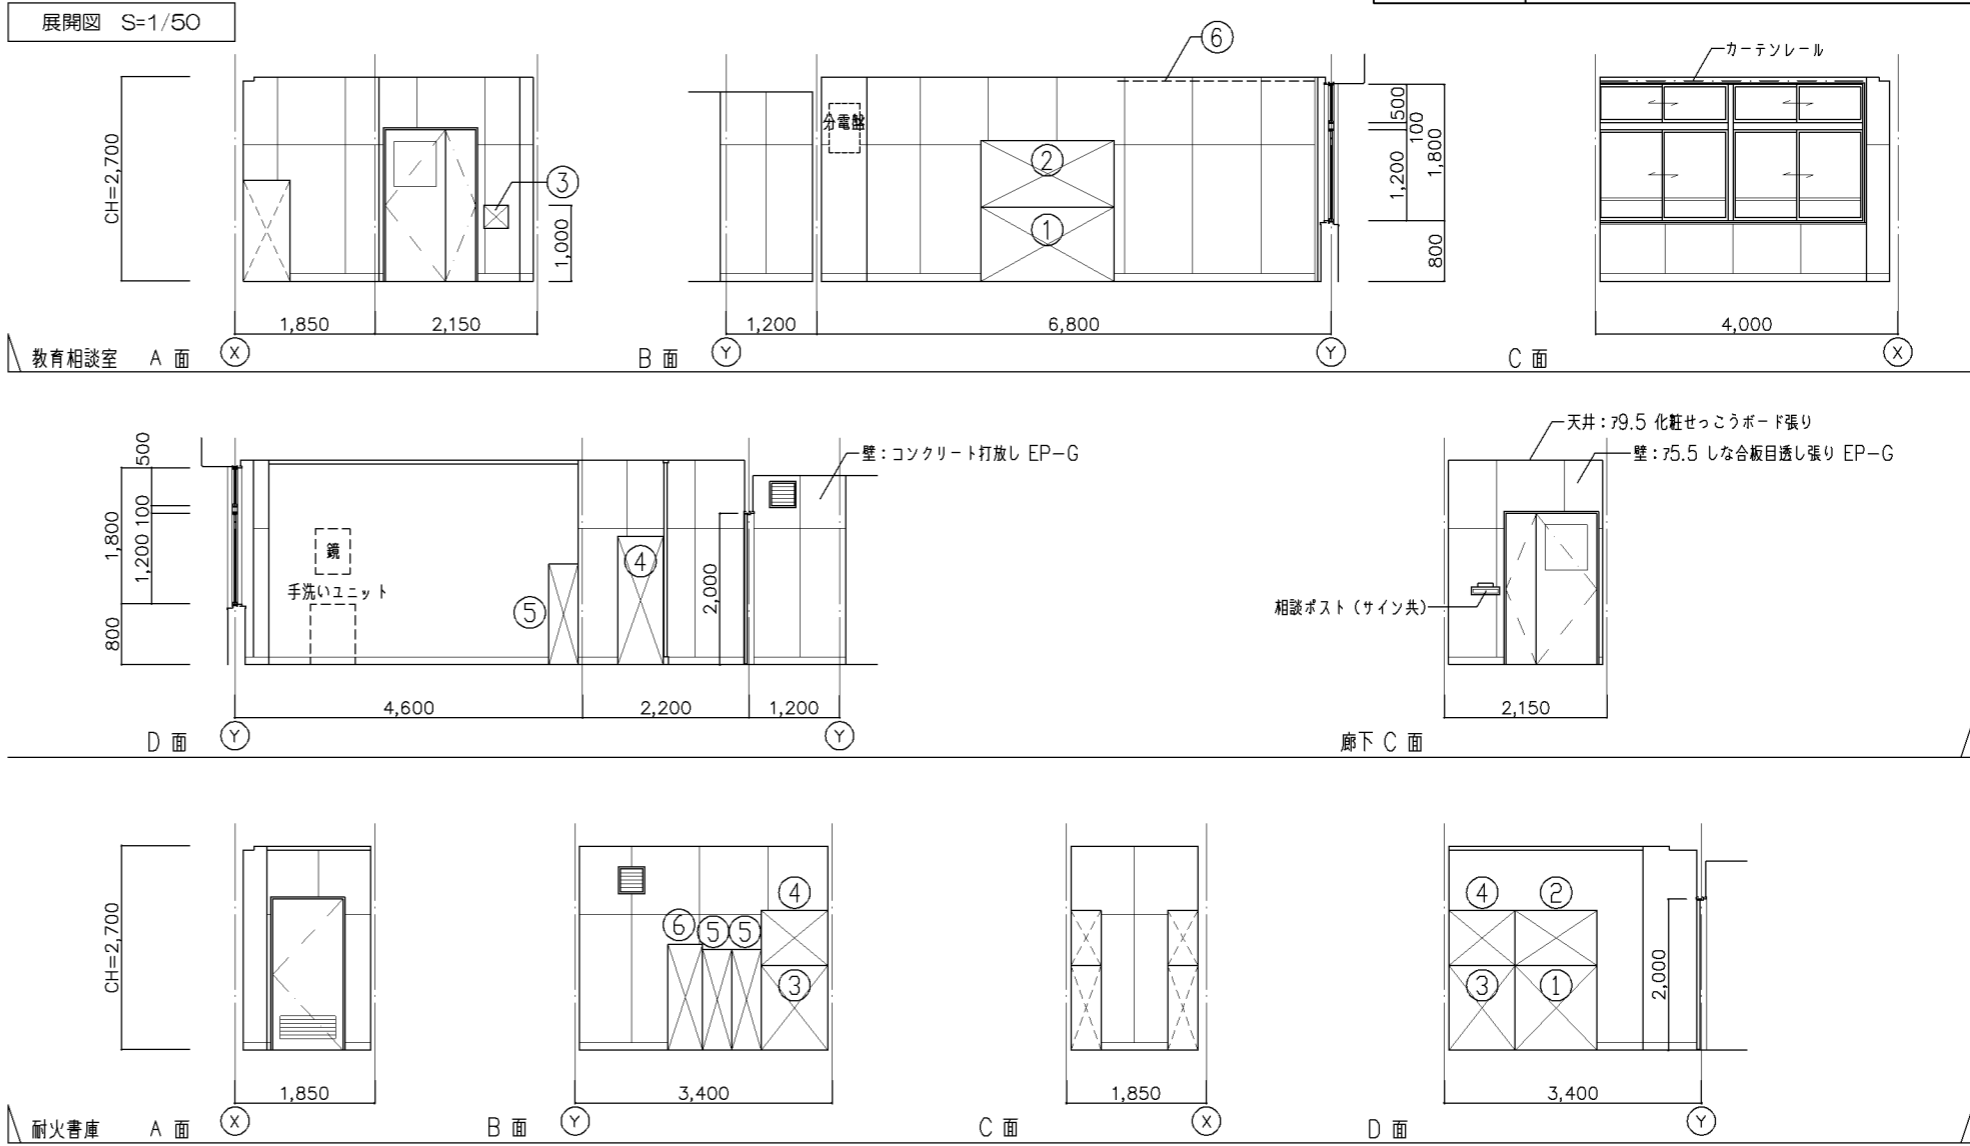 展開図 S=1/50
⑥
カーテンレール
分電盤
②
①
③
CH=2,700
1,000
500
100
1,200
1,800
800
1,850
2,150
1,200
6,800
4,000
教育相談室 A 面
X
B 面
Y
Y
C 面
X
天井：ｱ9.5 化粧せっこうボード張り
壁：コンクリート打放し EP-G
壁：ｱ5.5 しな合板目透し張り EP-G
500
100
1,200
1,800
800
鏡
手洗いユニット
⑤
④
2,000
相談ポスト（サイン共）
4,600
2,200
1,200
2,150
D 面
Y
Y
廊下 C 面
CH=2,700
⑥
⑤
⑤
④
③
④
②
③
①
2,000
1,850
3,400
1,850
3,400
耐火書庫 A 面
X
B 面
Y
C 面
X
D 面
Y